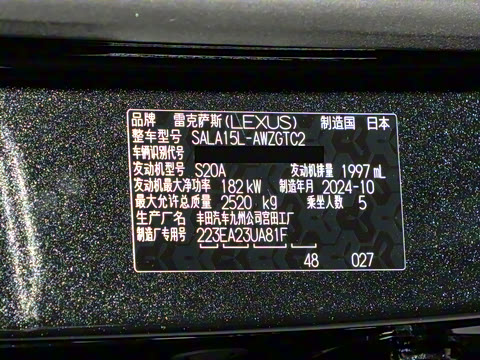 品牌 雷克萨斯(LEXUS) 制造国 日本
整车型号 SALA15L-AWZGTC2
车辆识别代号
发动机型号 S20A 发动机排量 1997 mL
发动机最大净功率 182 kW 制造年月 2024-10
最大允许总质量 2520 kg 乘坐人数 5
生产厂名 丰田汽车九州公司宫田工厂
制造厂专用号 223EA23UA81F
48 027